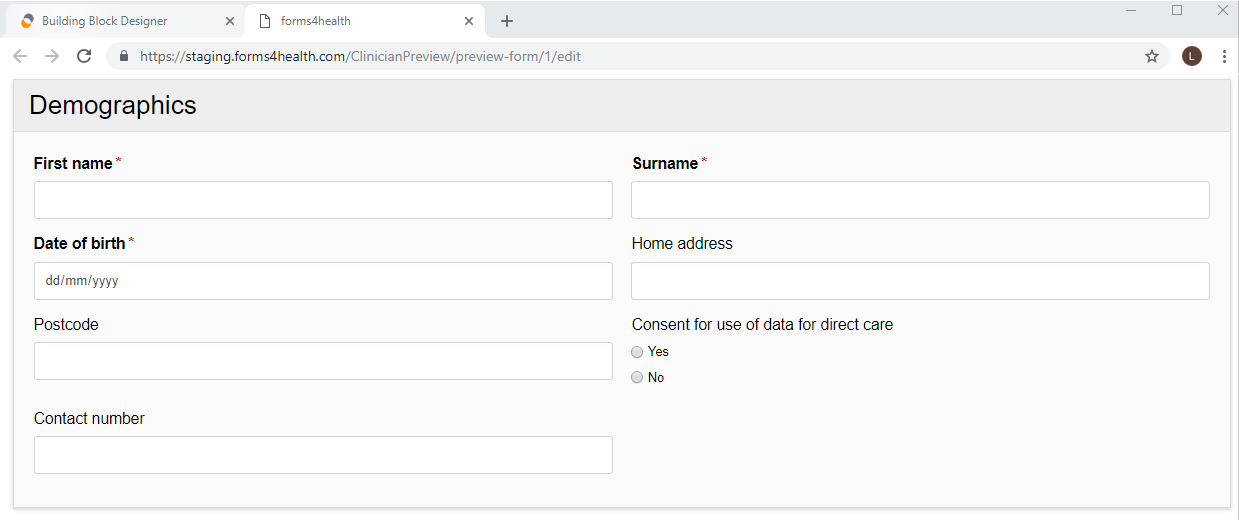 Building Block Designer
forms4health
https://staging.forms4health.com/ClinicianPreview/preview-form/1/edit
L
Demographics
First name *
Surname *
Date of birth *
Home address
dd/mm/yyyy
Postcode
Consent for use of data for direct care
Yes
No
Contact number